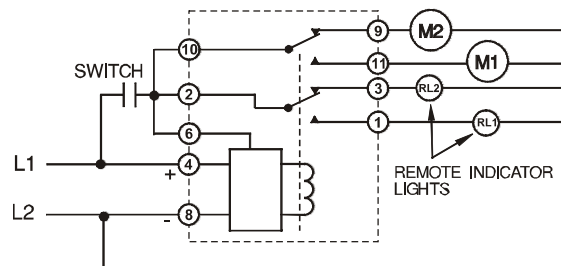 10
9
M2
SWITCH
11
M1
2
3
RL2
6
1
RL1
L1
4
+
REMOTE INDICATOR
LIGHTS
L2
8
-